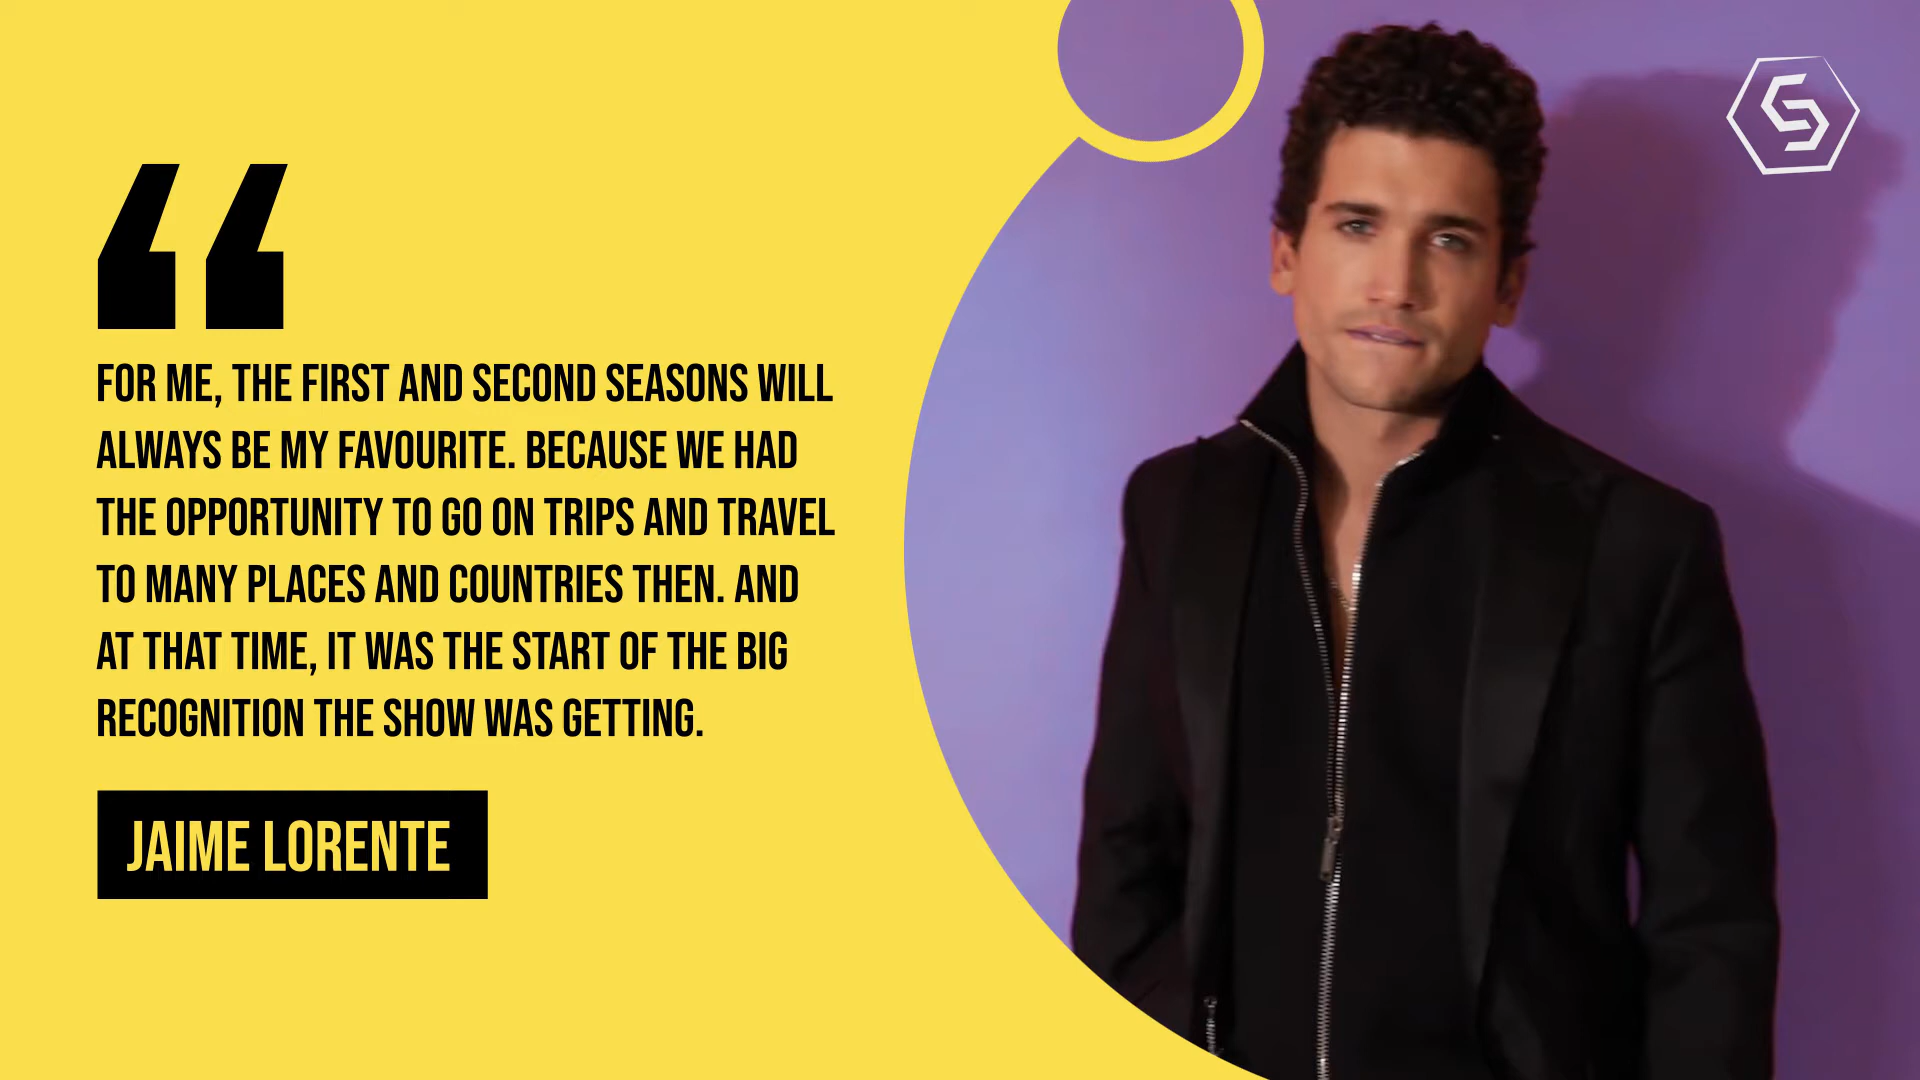 “
FOR ME, THE FIRST AND SECOND SEASONS WILL
ALWAYS BE MY FAVOURITE. BECAUSE WE HAD
THE OPPORTUNITY TO GO ON TRIPS AND TRAVEL
TO MANY PLACES AND COUNTRIES THEN. AND
AT THAT TIME, IT WAS THE START OF THE BIG
RECOGNITION THE SHOW WAS GETTING.
JAIME LORENTE